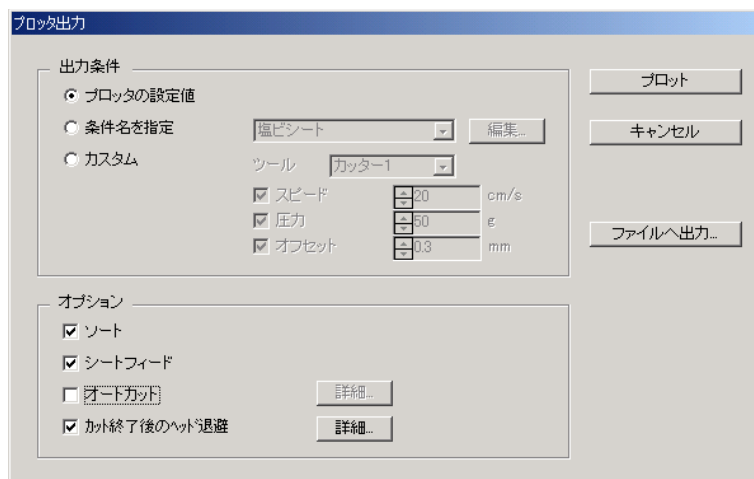 プロッタ出力
出力条件
プロッタの設定値
条件名を指定
塩ビシート
編集...
カスタム
ツール
カッター1
スピード
20
cm/s
圧力
50
g
オフセット
0.3
mm
プロット
キャンセル
ファイルへ出力...
オプション
ソート
シートフィード
オートカット
詳細...
カット終了後のヘッド退避
詳細...